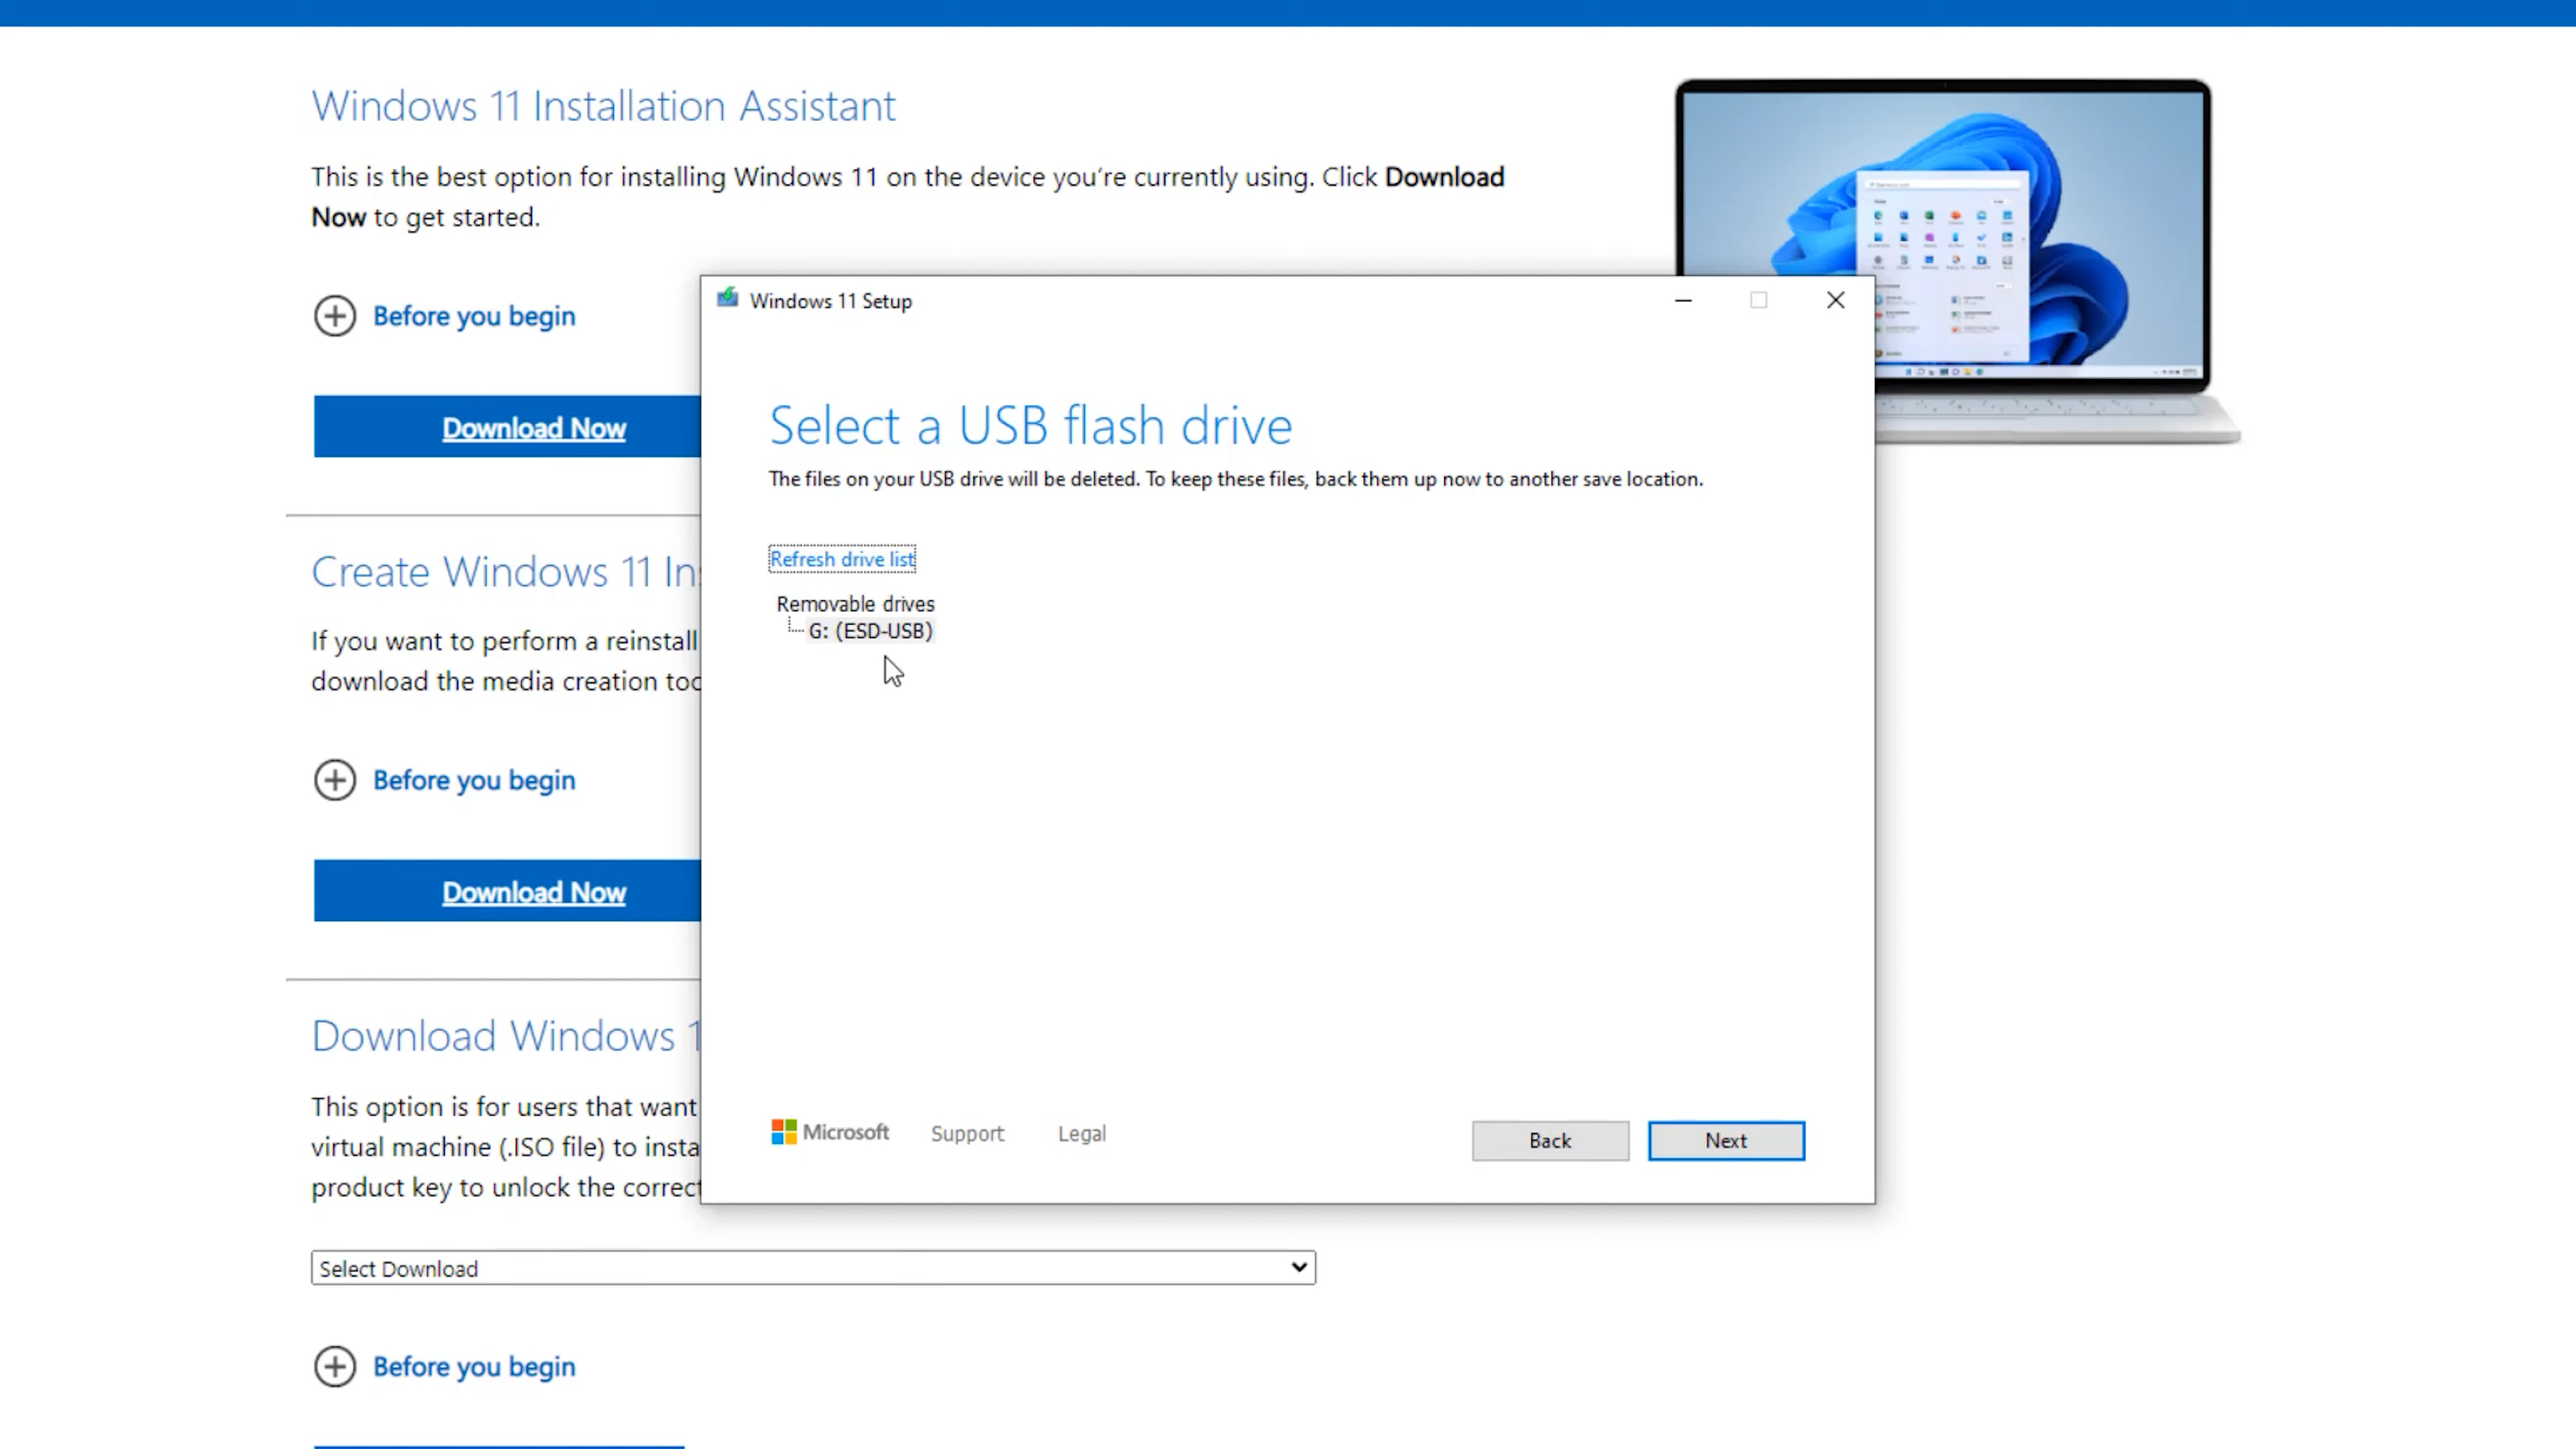 Windows 11 Installation Assistant
This is the best option for installing Windows 11 on the device you're currently using. Click Download
Now to get started.
Before you begin
Download Now
Create Windows 11 In
If you want to perform a reinstall
download the media creation too
Before you begin
Download Now
Download Windows 1
This option is for users that want
virtual machine (.ISO file) to insta
product key to unlock the correct
Select Download
Before you begin
Windows 11 Setup
Select a USB flash drive
The files on your USB drive will be deleted. To keep these files, back them up now to another save location.
Refresh drive list
Removable drives
G: (ESD-USB)
Microsoft
Support
Legal
Back
Next